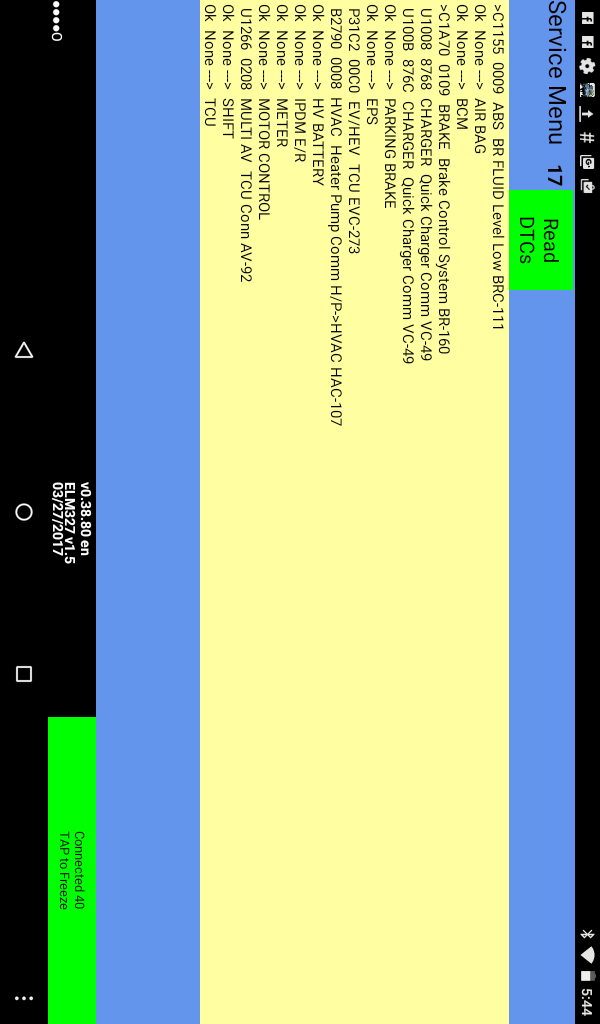 5:44
Service Menu 17
Read
DTCs
>C1155 0009 ABS BR FLUID Level Low BRC-111
Ok None ---> AIR BAG
Ok None ---> BCM
>C1A70 0109 BRAKE Brake Control System BR-160
U1008 8768 CHARGER Quick Charger Comm VC-49
U100B 876C CHARGER Quick Charger Comm VC-49
Ok None ---> PARKING BRAKE
Ok None ---> EPS
P31C2 00C0 EV/HEV TCU EVC-273
B2790 0008 HVAC Heater Pump Comm H/P->HVAC HAC-107
Ok None ---> HV BATTERY
Ok None ---> IPDM E/R
Ok None ---> METER
Ok None ---> MOTOR CONTROL
U1266 0208 MULTI AV TCU Conn AV-92
Ok None ---> SHIFT
Ok None ---> TCU
v0.38.80 en
ELM327 v1.5
03/27/2017
Connected 40
TAP to Freeze